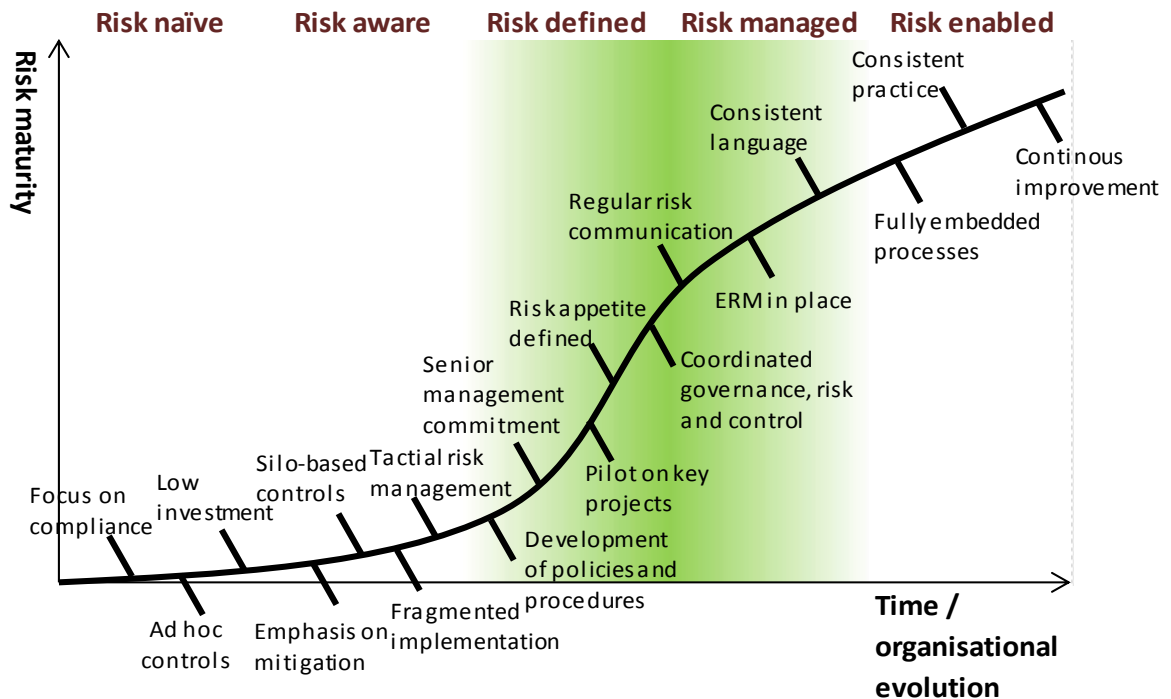 Risk naïve
Risk aware
Risk defined
Risk managed
Risk enabled
Risk maturity
Consistent
practice
Consistent
language
Continous
improvement
Regular risk
communication
Fully embedded
processes
ERM in place
Risk appetite
defined
Coordinated
governance, risk
and control
Senior
management
commitment
Pilot on key
projects
Tactial risk
management
Silo-based
controls
Low
investment
Focus on
compliance
Development
of policies and
procedures
Fragmented
implementation
Emphasis on
mitigation
Ad hoc
controls
Time /
organisational
evolution